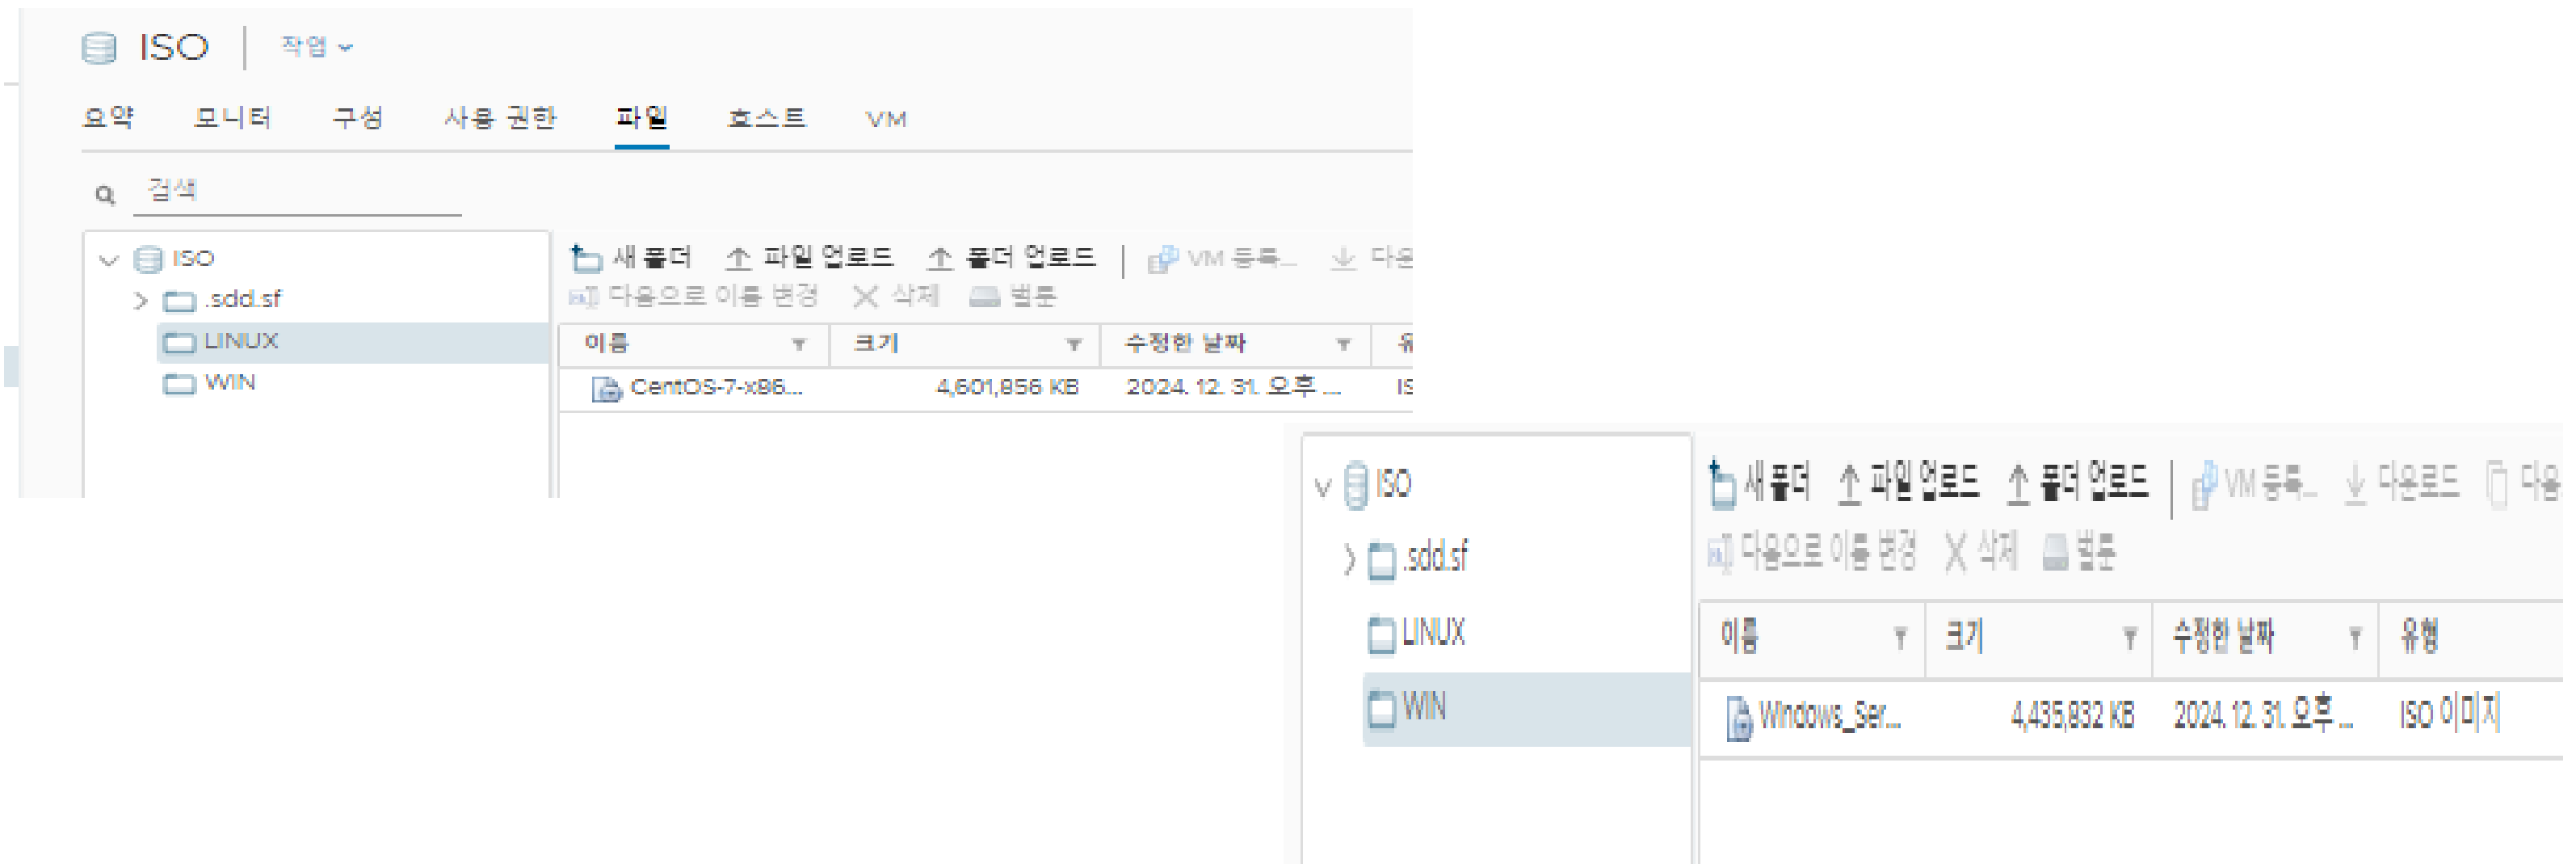 ISO 작업
요약 모니터 구성 사용 권한 파일 호스트 VM
검색
ISO
.sdd.sf
LINUX
WIN
새 폴더 파일 업로드 폴더 업로드 VM 등록... 다운
다음으로 이름 변경 삭제 벌룬
이름 크기 수정한 날짜 유
CentOS-7-x86... 4,601,856 KB 2024. 12. 31. 오후 ... IS
ISO
.sdd.sf
LINUX
WIN
새 폴더 파일 업로드 폴더 업로드 VM 등록... 다운로드 다음
다음으로 이름 변경 삭제 벌룬
이름 크기 수정한 날짜 유형
Windows_Ser... 4,435,832 KB 2024. 12. 31. 오후 ... ISO 이미지